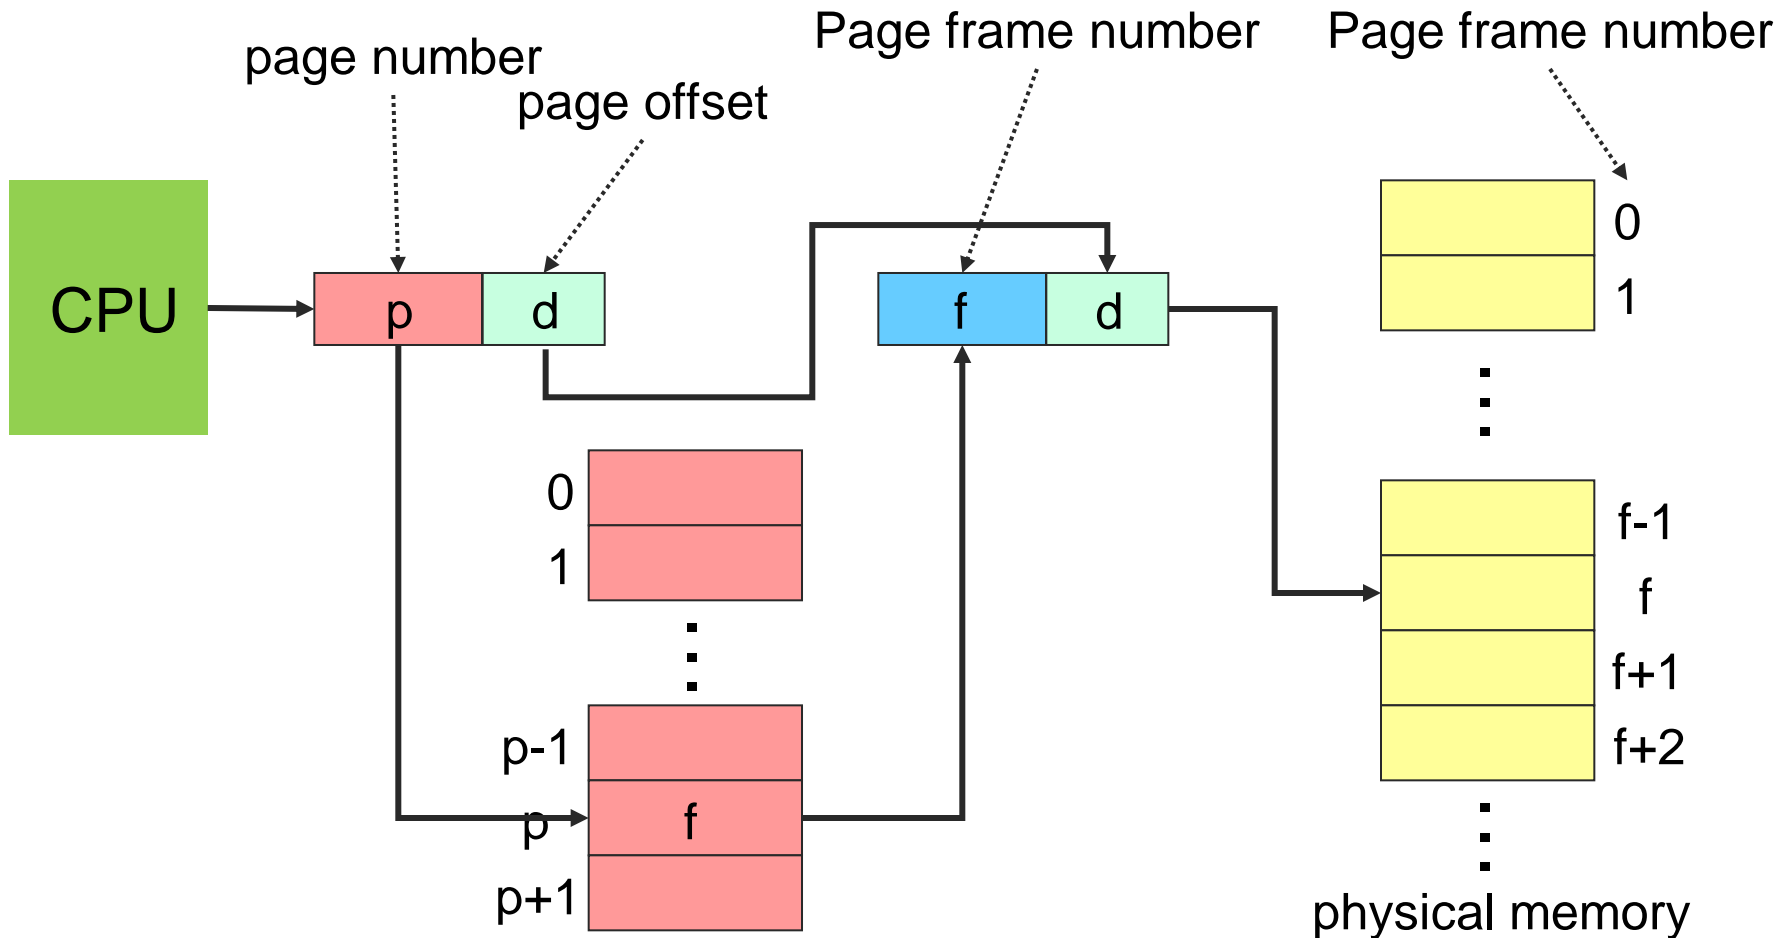 Page frame number
Page frame number
page number
page offset
CPU
p
d
f
d
0
1
0
1
p-1
p
f
p+1
f-1
f
f+1
f+2
physical memory